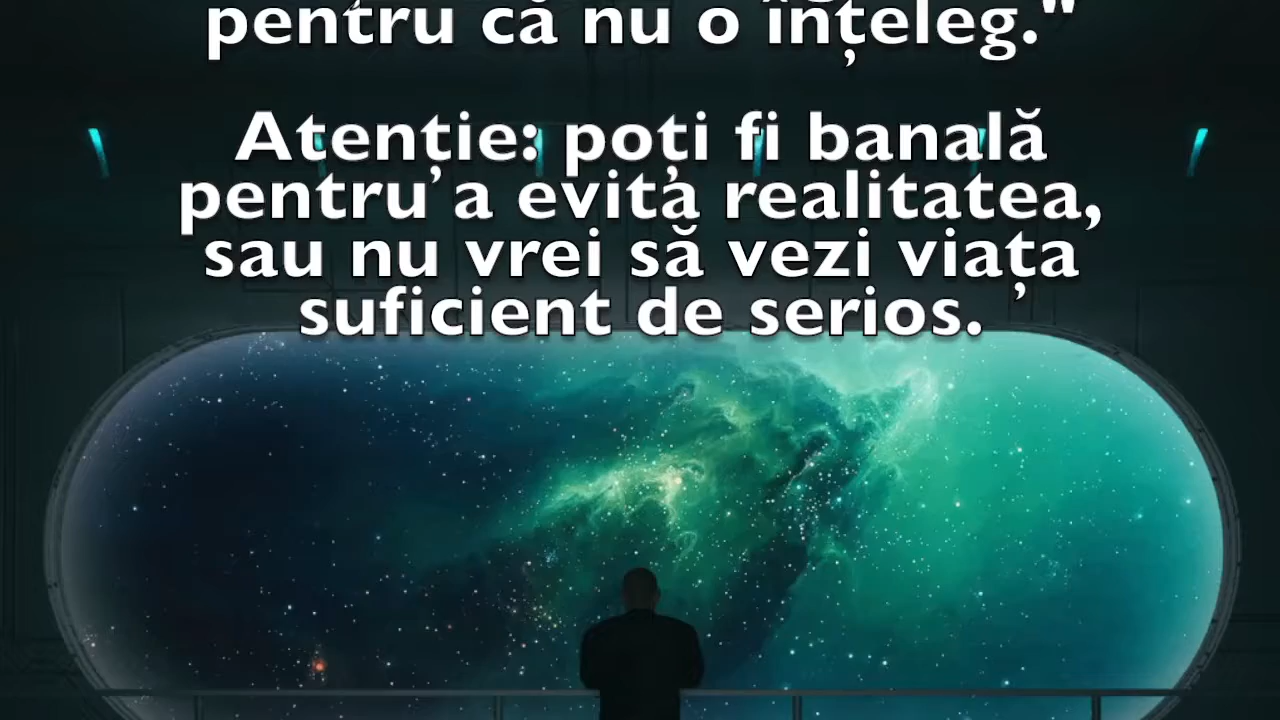 pentru că nu o înțeleg."
Atenție: poți fi banală
pentru a evita realitatea,
sau nu vrei să vezi viața
suficient de serios.